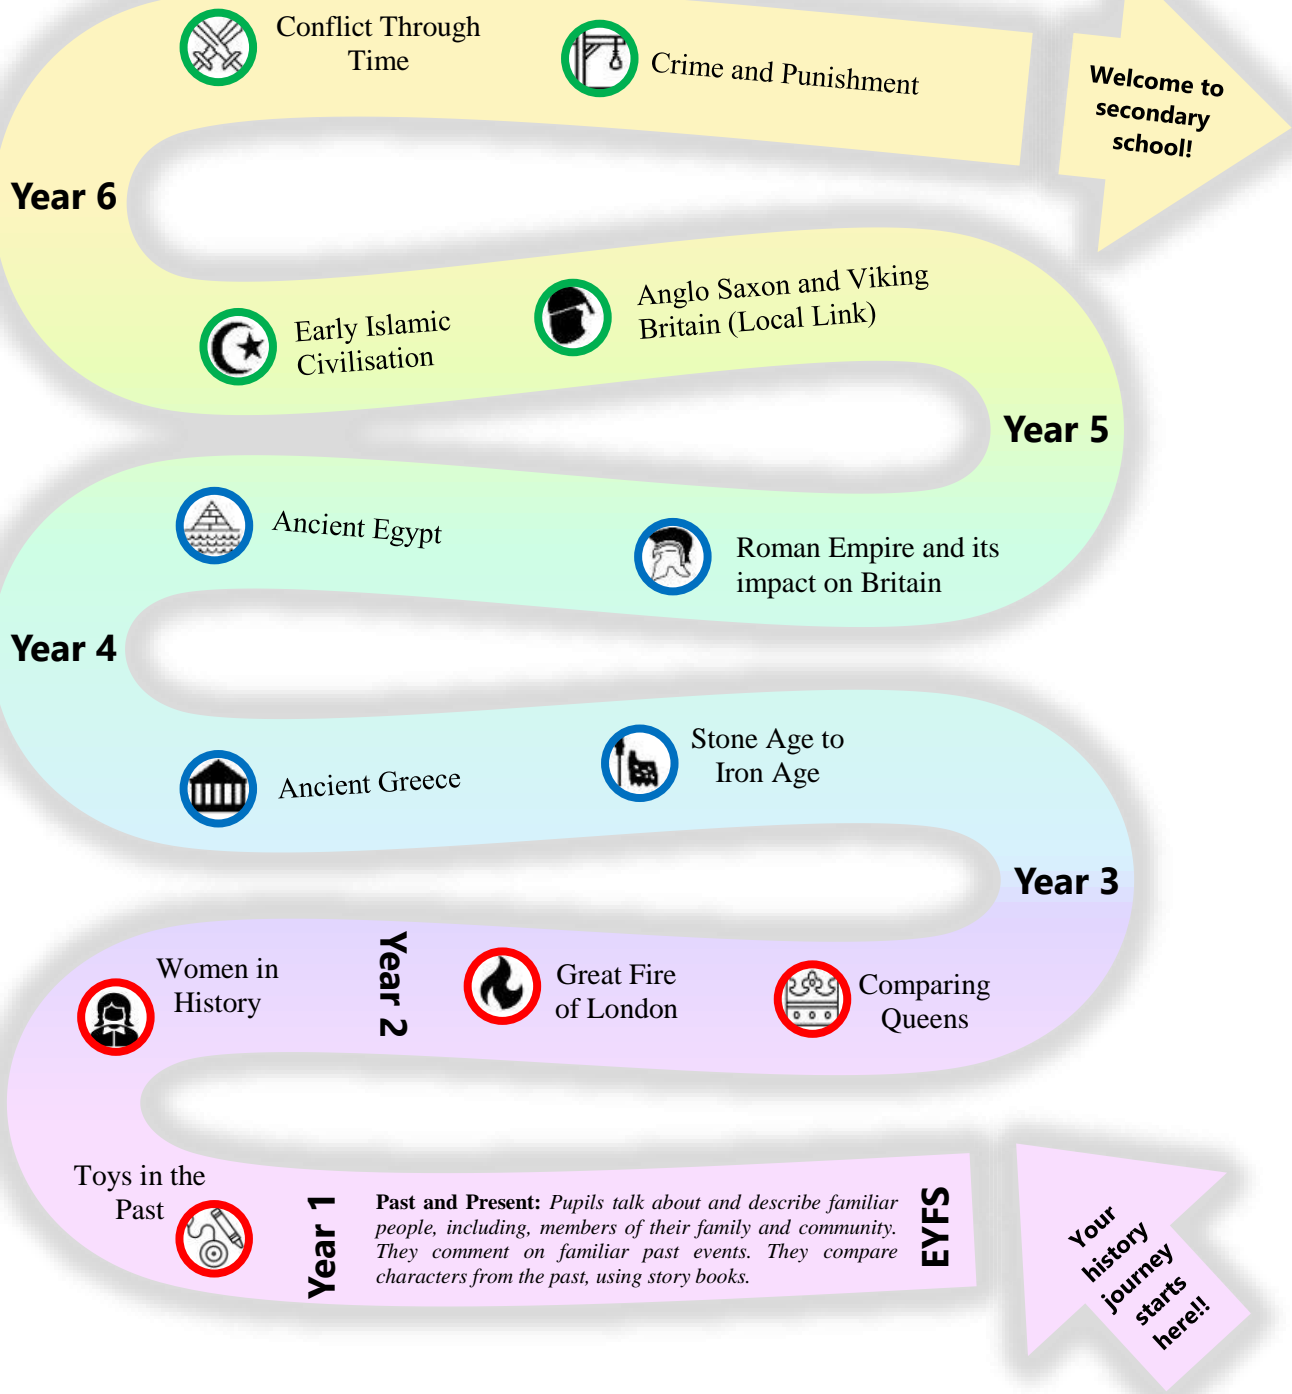 Conflict Through
Time
Crime and Punishment
Welcome to
secondary
school!
Year 6
Early Islamic
Civilisation
Anglo Saxon and Viking
Britain (Local Link)
Year 5
Ancient Egypt
Roman Empire and its
impact on Britain
Year 4
Ancient Greece
Stone Age to
Iron Age
Year 3
Women in
History
Year 2
Great Fire
of London
Comparing
Queens
Toys in the
Past
Year 1
Past and Present: Pupils talk about and describe familiar
people, including, members of their family and community.
They comment on familiar past events. They compare
characters from the past, using story books.
EYFS
Your
history
journey
starts
here!!